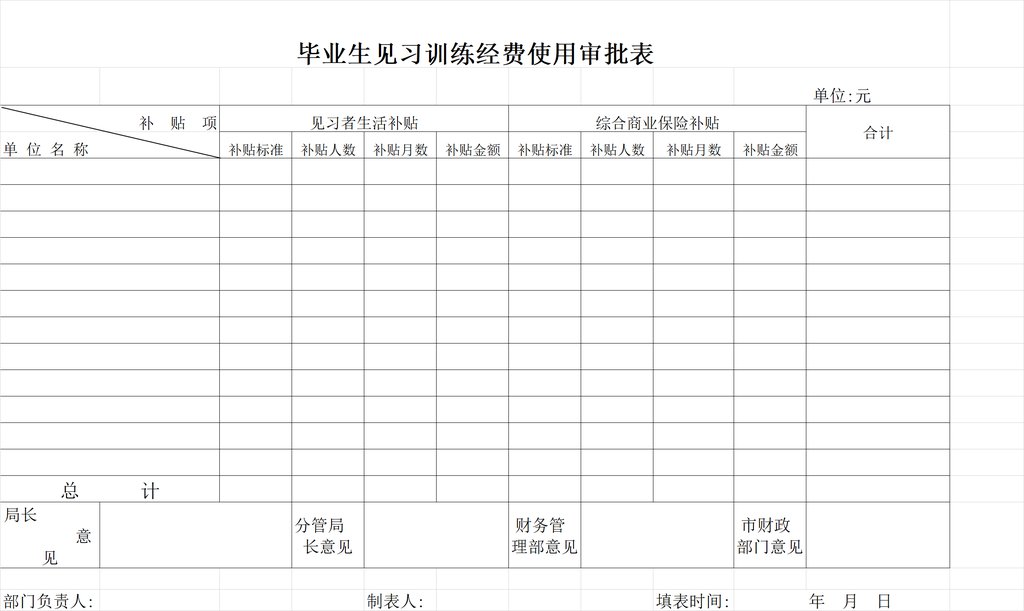 毕业生见习训练经费使用审批表
单位:元
补 贴 项
单 位 名 称
见习者生活补贴
综合商业保险补贴
合计
补贴标准 补贴人数 补贴月数 补贴金额 补贴标准 补贴人数 补贴月数 补贴金额
总 计
局长
意
见
分管局
长意见
财务管
理部意见
市财政
部门意见
部门负责人: 制表人: 填表时间: 年 月 日